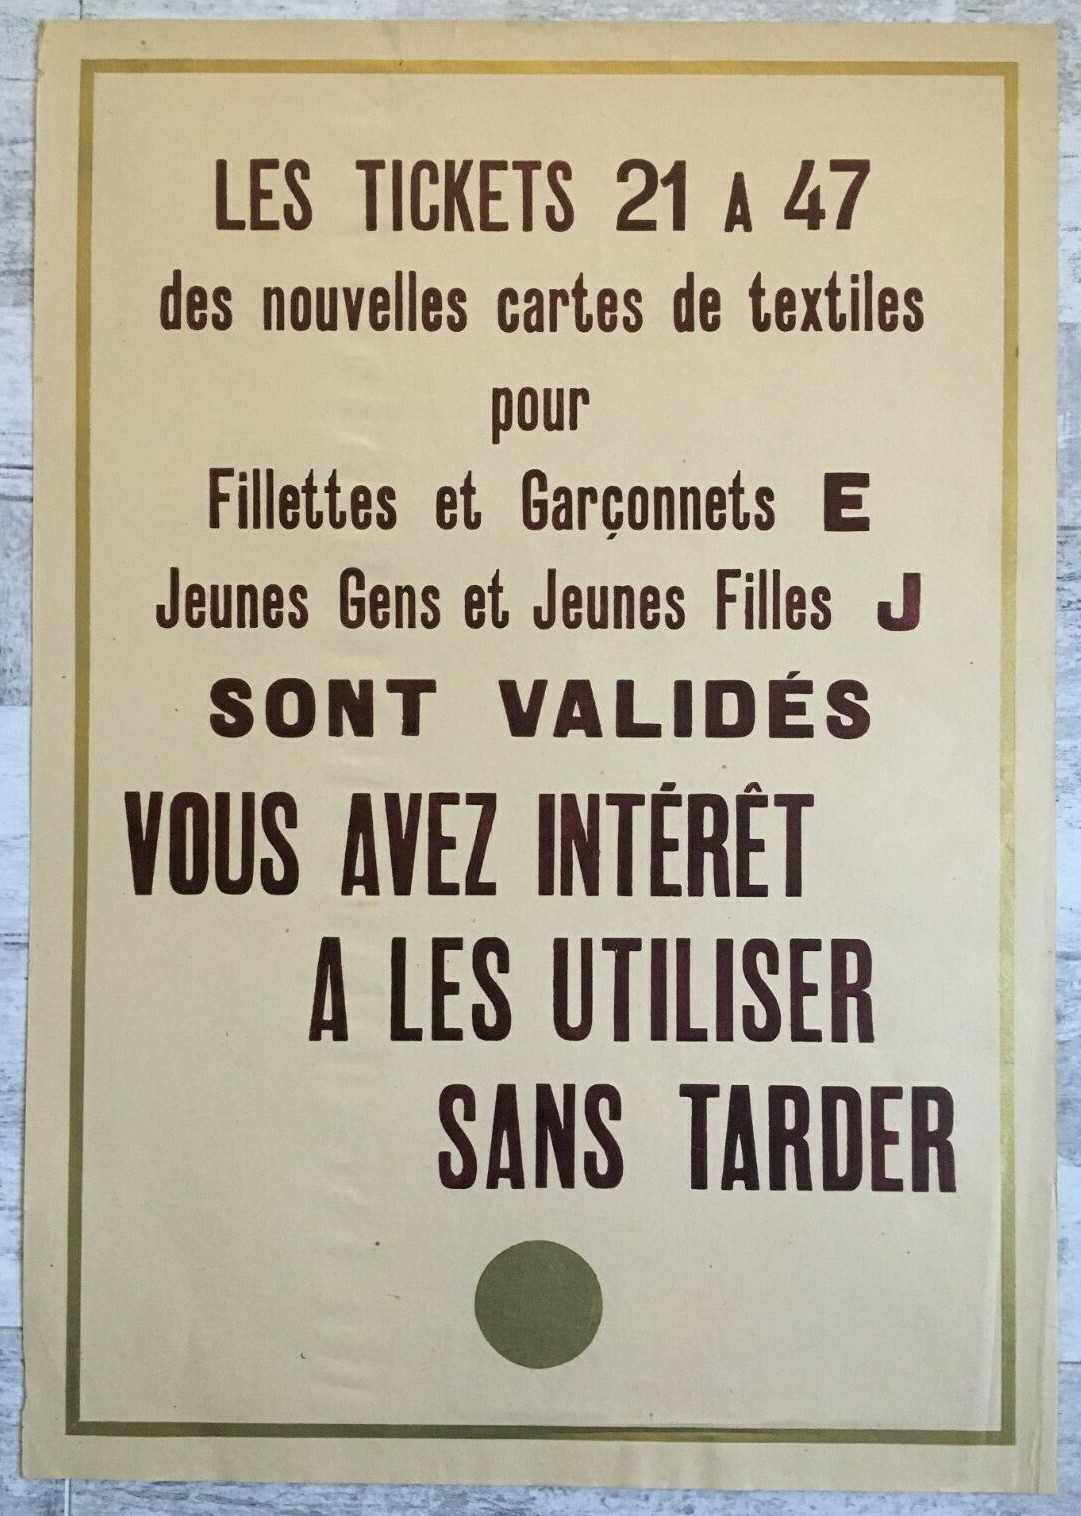 LES TICKETS 21 A 47
des nouvelles cartes de textiles
pour
Fillettes et Garçonnets E
Jeunes Gens et Jeunes Filles J
SONT VALIDÉS
VOUS AVEZ INTÉRÊT
A LES UTILISER
SANS TARDER